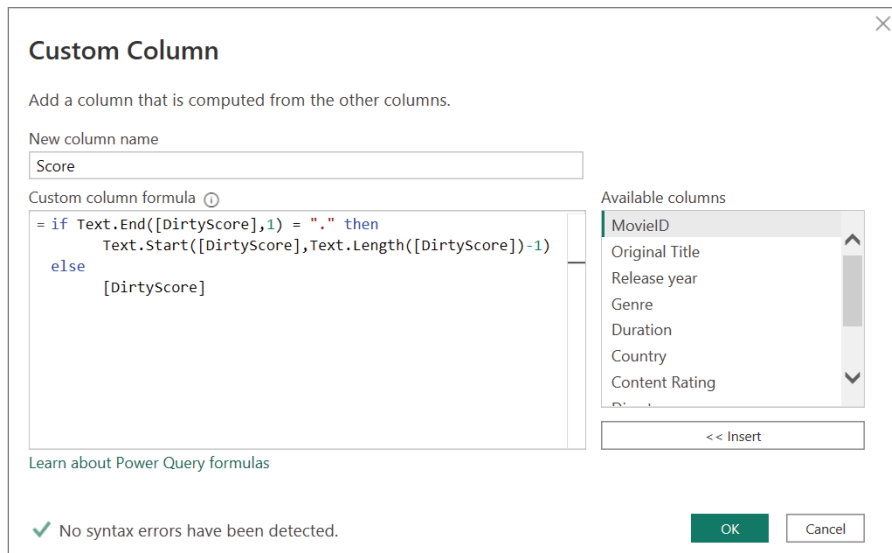 Custom Column
Add a column that is computed from the other columns.
New column name
Score
Custom column formula
= if Text.End([DirtyScore],1) = "." then
Text.Start([DirtyScore],Text.Length([DirtyScore])-1)
else
[DirtyScore]
Available columns
MovieID
Original Title
Release year
Genre
Duration
Country
Content Rating
<< Insert
Learn about Power Query formulas
No syntax errors have been detected.
OK
Cancel